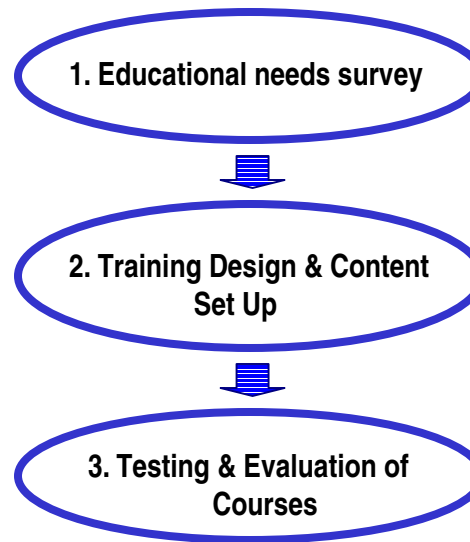 1. Educational needs survey
2. Training Design & Content
Set Up
3. Testing & Evaluation of
Courses